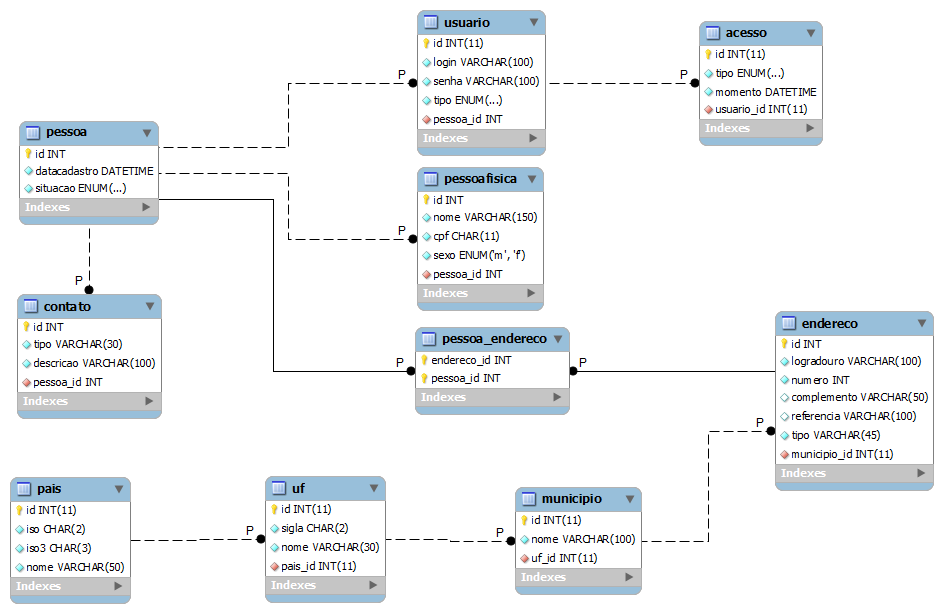 usuario
id INT(11)
login VARCHAR(100)
senha VARCHAR(100)
tipo ENUM(...)
pessoa_id INT
Indexes
acesso
id INT(11)
tipo ENUM(...)
momento DATETIME
usuario_id INT(11)
Indexes
P
P
pessoa
id INT
datacadastro DATETIME
situacao ENUM(...)
Indexes
pessoafisica
id INT
nome VARCHAR(150)
cpf CHAR(11)
sexo ENUM('m', 'f')
pessoa_id INT
Indexes
P
P
contato
id INT
tipo VARCHAR(30)
descricao VARCHAR(100)
pessoa_id INT
Indexes
pessoa_endereco
endereco_id INT
pessoa_id INT
Indexes
P
P
endereco
id INT
logradouro VARCHAR(100)
numero INT
complemento VARCHAR(50)
referencia VARCHAR(100)
tipo VARCHAR(45)
municipio_id INT(11)
Indexes
P
pais
id INT(11)
iso CHAR(2)
iso3 CHAR(3)
nome VARCHAR(50)
Indexes
P
uf
id INT(11)
sigla CHAR(2)
nome VARCHAR(30)
pais_id INT(11)
Indexes
P
municipio
id INT(11)
nome VARCHAR(100)
uf_id INT(11)
Indexes